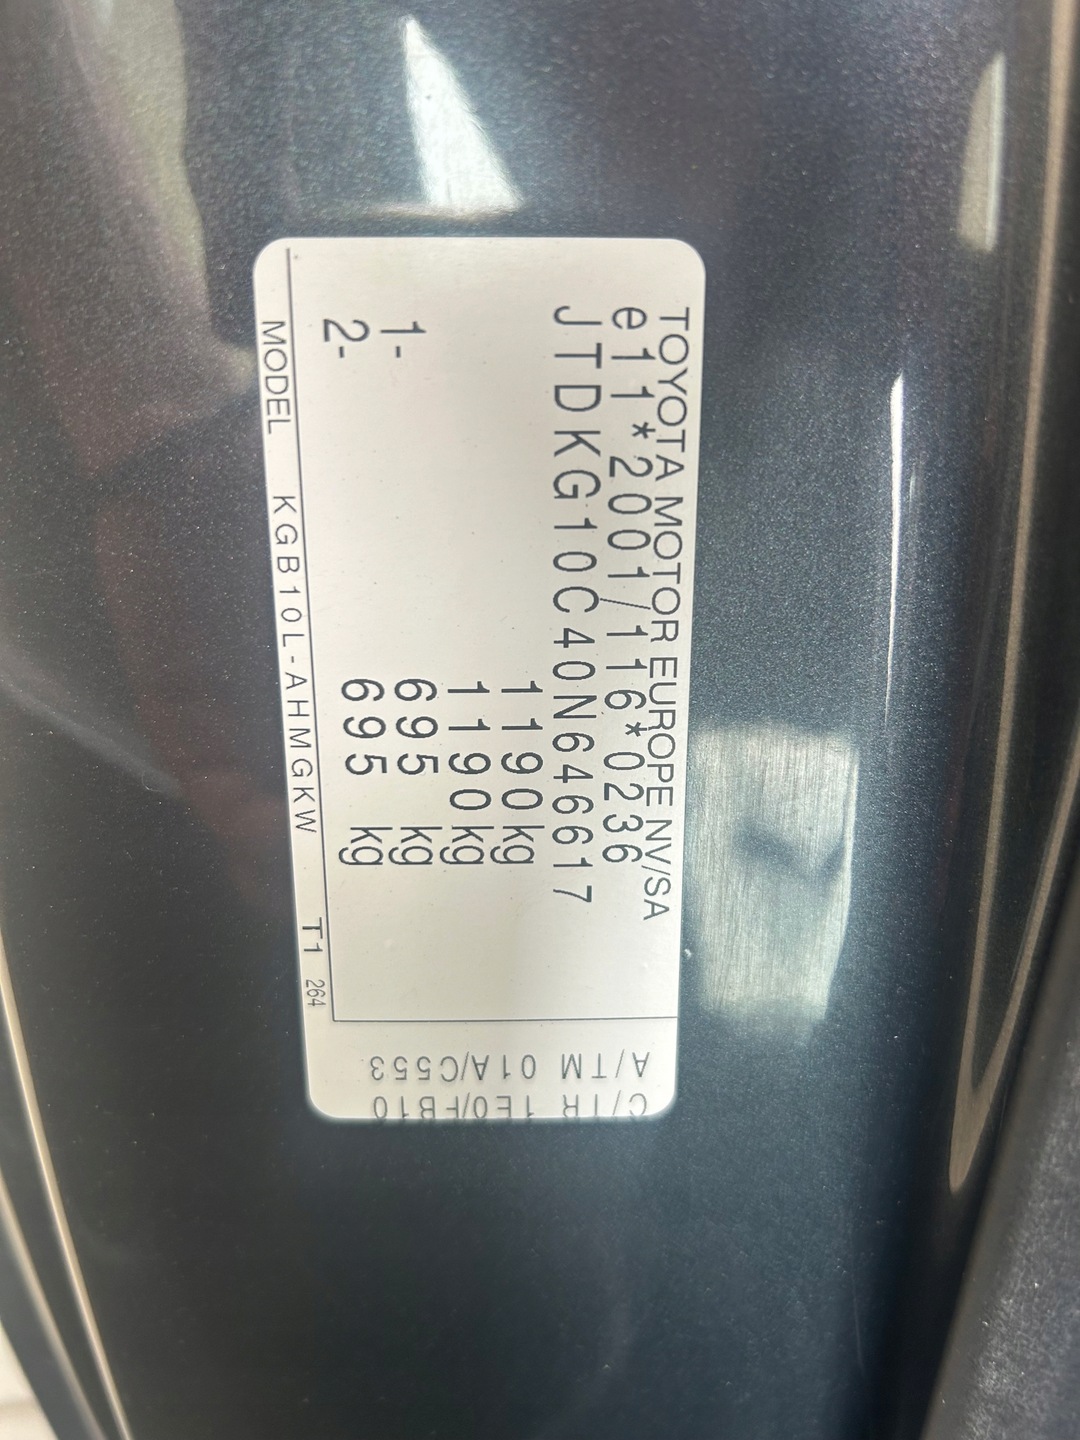 TOYOTA MOTOR EUROPE NV/SA
e11*2001/116*0236
JTDKG10C40N646617
1190 kg
1190 kg
1- 695 kg
2- 695 kg
MODEL KGB10L-AHMGKW T1 264
C/TR 1E0/FB10
A/TM 01A/C553